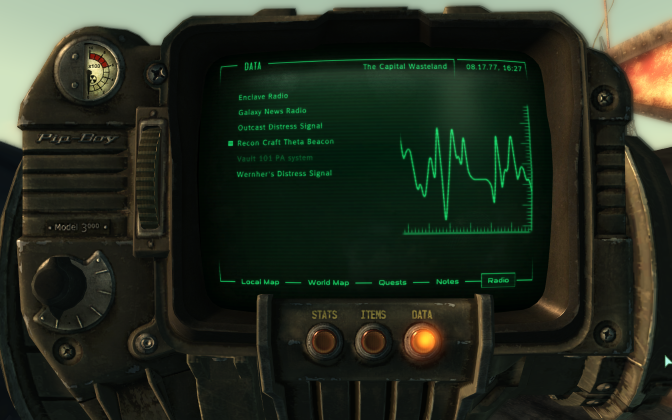 DATA
The Capital Wasteland
08.17.77, 16:27
Enclave Radio
Galaxy News Radio
Outcast Distress Signal
Recon Craft Theta Beacon
Vault 101 PA system
Wernher's Distress Signal
Local Map
World Map
Quests
Notes
Radio
x100
Pip-Boy
Model 3000
STATS
ITEMS
DATA